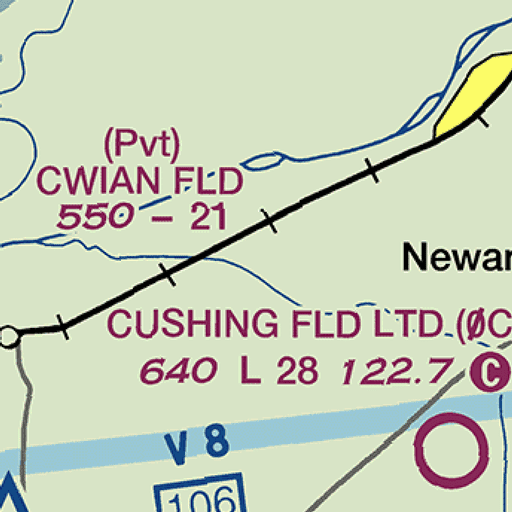 (Pvt)
CWIAN FLD
550 – 21
Newar
CUSHING FLD LTD (ØC
640 L 28 122.7 C
V 8
106